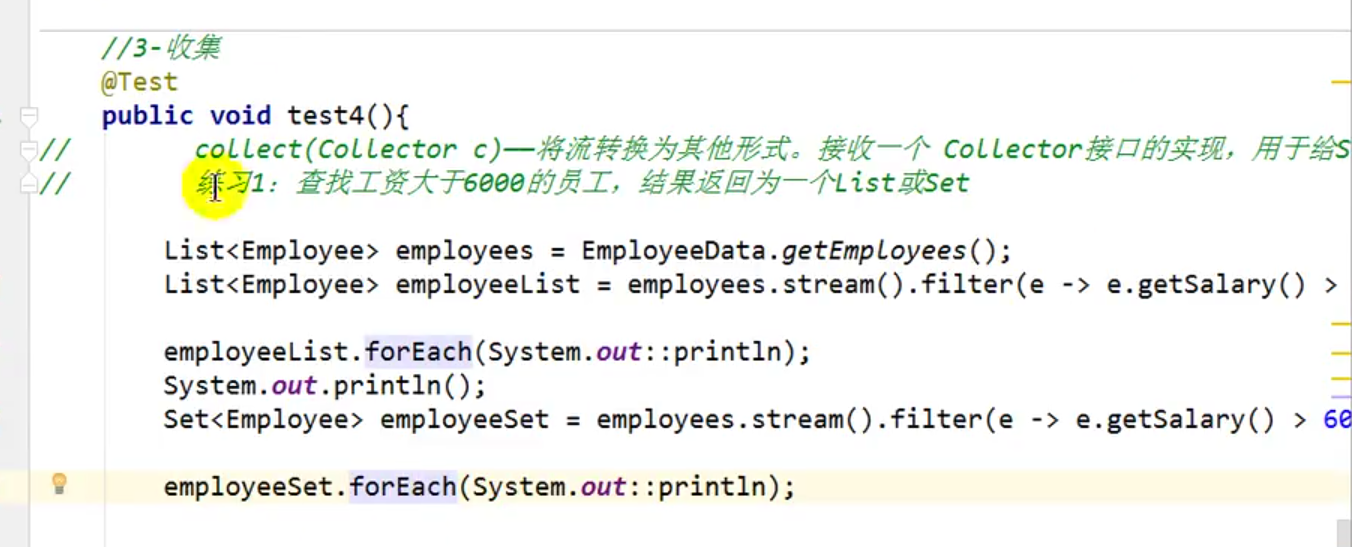 //3-收集
@Test
public void test4(){
// collect(Collector c)——将流转换为其他形式。接收一个 Collector接口的实现，用于给S
// 练习1：查找工资大于6000的员工，结果返回为一个List或Set
List<Employee> employees = EmployeeData.getEmployees();
List<Employee> employeeList = employees.stream().filter(e -> e.getSalary() >
employeeList.forEach(System.out::println);
System.out.println();
Set<Employee> employeeSet = employees.stream().filter(e -> e.getSalary() > 60
employeeSet.forEach(System.out::println);